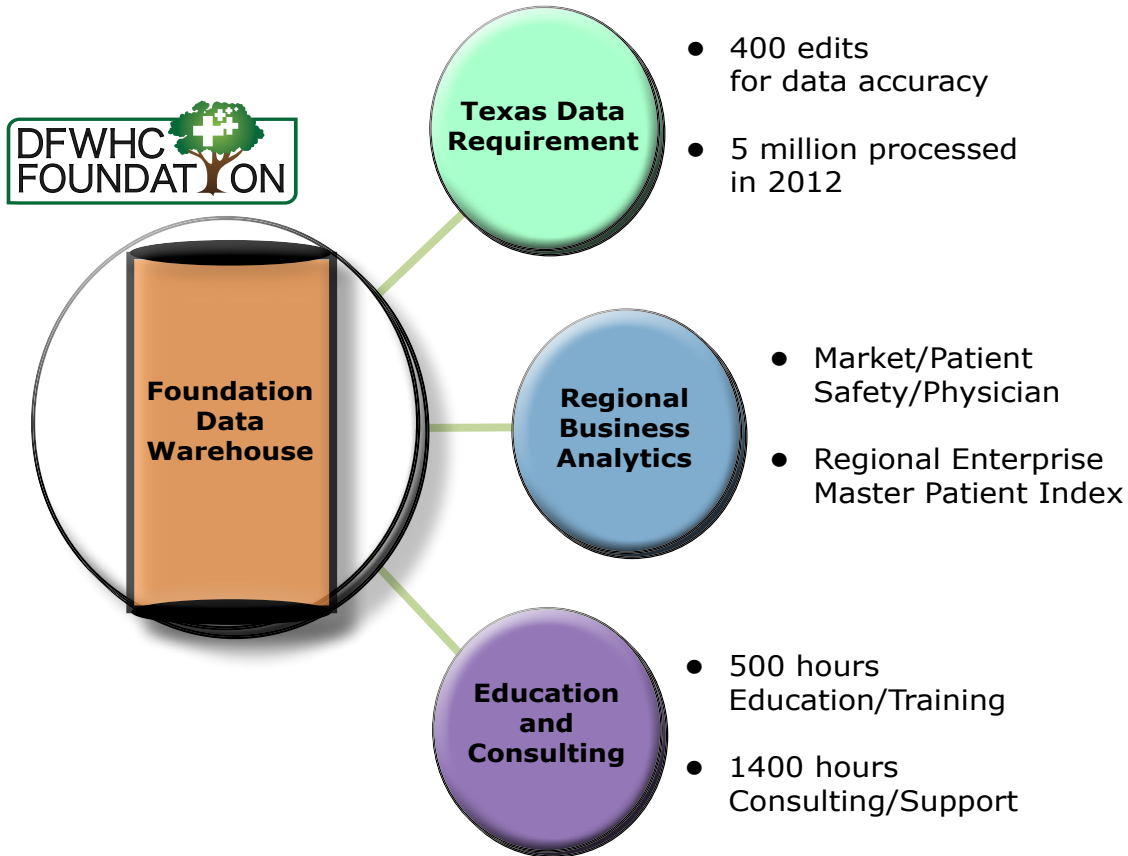 DFWHC
FOUNDATION
Foundation
Data
Warehouse
Texas Data
Requirement
● 400 edits
for data accuracy
● 5 million processed
in 2012
Regional
Business
Analytics
● Market/Patient
Safety/Physician
● Regional Enterprise
Master Patient Index
Education
and
Consulting
● 500 hours
Education/Training
● 1400 hours
Consulting/Support